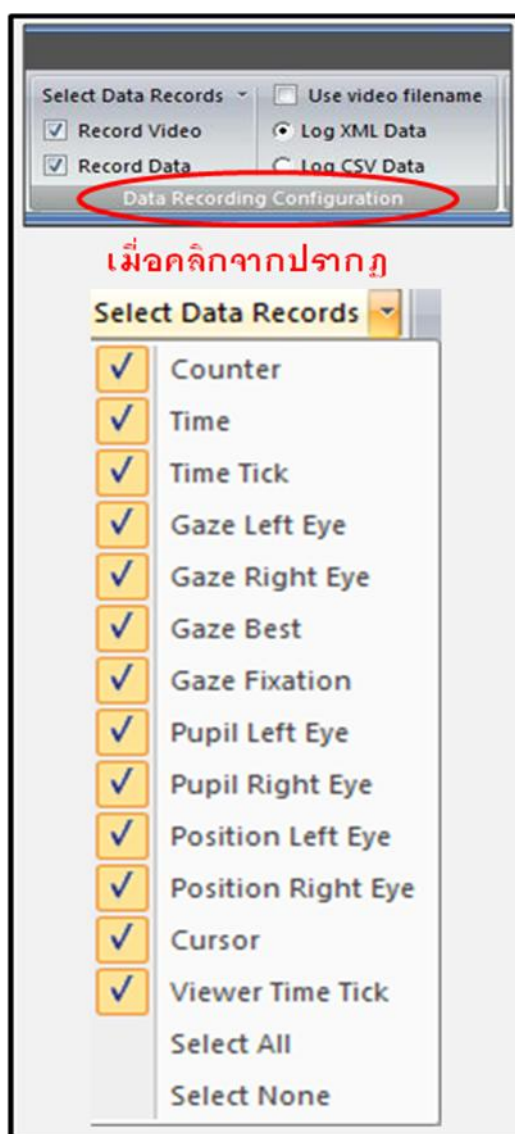 Select Data Records
Use video filename
Record Video
Log XML Data
Record Data
Log CSV Data
Data Recording Configuration
เมื่อคลิกจากปรากฏ
Select Data Records
Counter
Time
Time Tick
Gaze Left Eye
Gaze Right Eye
Gaze Best
Gaze Fixation
Pupil Left Eye
Pupil Right Eye
Position Left Eye
Position Right Eye
Cursor
Viewer Time Tick
Select All
Select None